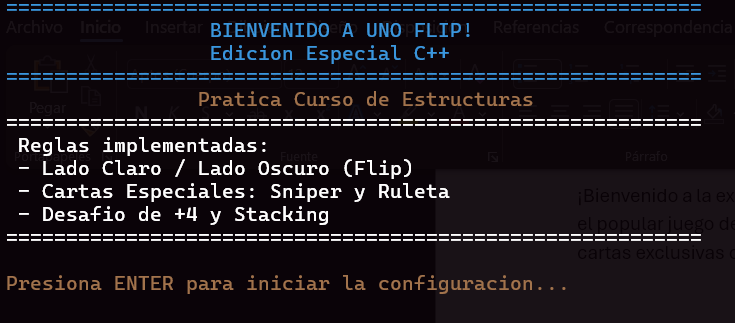 ==========================================================
BIENVENIDO A UNO FLIP!
Edicion Especial C++
==========================================================
Pratica Curso de Estructuras
==========================================================
Reglas implementadas:
- Lado Claro / Lado Oscuro (Flip)
- Cartas Especiales: Sniper y Ruleta
- Desafio de +4 y Stacking
==========================================================
Presiona ENTER para iniciar la configuracion...
Archivo Inicio Insertar Referencias Correspondencia
Pegar
Fuente Párrafo
¡Bienvenido a la ex
el popular juego de
cartas exclusivas